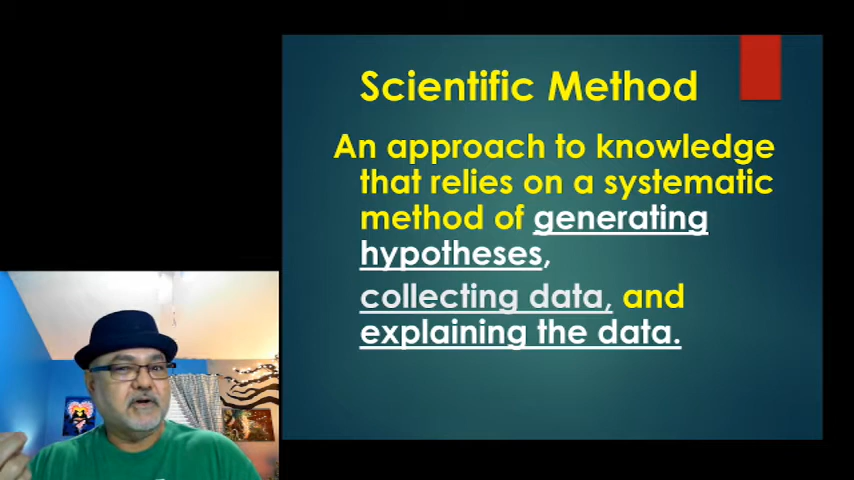 Scientific Method
An approach to knowledge
that relies on a systematic
method of generating
hypotheses,
collecting data, and
explaining the data.